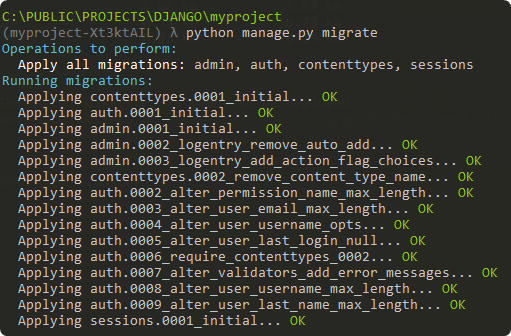 C:\PUBLIC\PROJECTS\DJANGO\myproject
(myproject-Xt3ktAIL) λ python manage.py migrate
Operations to perform:
Apply all migrations: admin, auth, contenttypes, sessions
Running migrations:
Applying contenttypes.0001_initial... OK
Applying auth.0001_initial... OK
Applying admin.0001_initial... OK
Applying admin.0002_logentry_remove_auto_add... OK
Applying admin.0003_logentry_add_action_flag_choices... OK
Applying contenttypes.0002_remove_content_type_name... OK
Applying auth.0002_alter_permission_name_max_length... OK
Applying auth.0003_alter_user_email_max_length... OK
Applying auth.0004_alter_user_username_opts... OK
Applying auth.0005_alter_user_last_login_null... OK
Applying auth.0006_require_contenttypes_0002... OK
Applying auth.0007_alter_validators_add_error_messages... OK
Applying auth.0008_alter_user_username_max_length... OK
Applying auth.0009_alter_user_last_name_max_length... OK
Applying sessions.0001_initial... OK